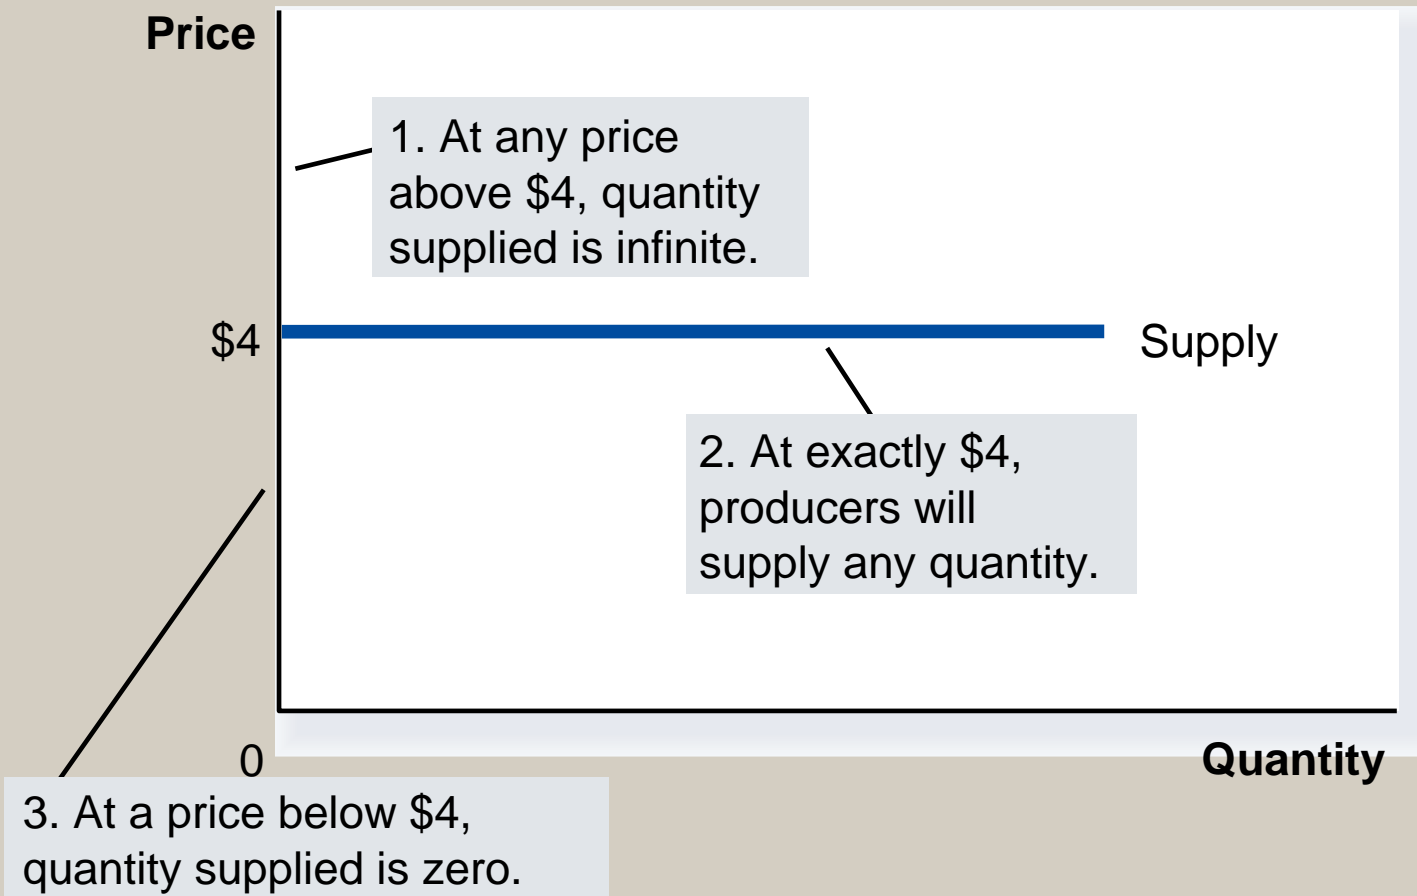 Price
1. At any price
above $4, quantity
supplied is infinite.
$4
Supply
2. At exactly $4,
producers will
supply any quantity.
0
Quantity
3. At a price below $4,
quantity supplied is zero.